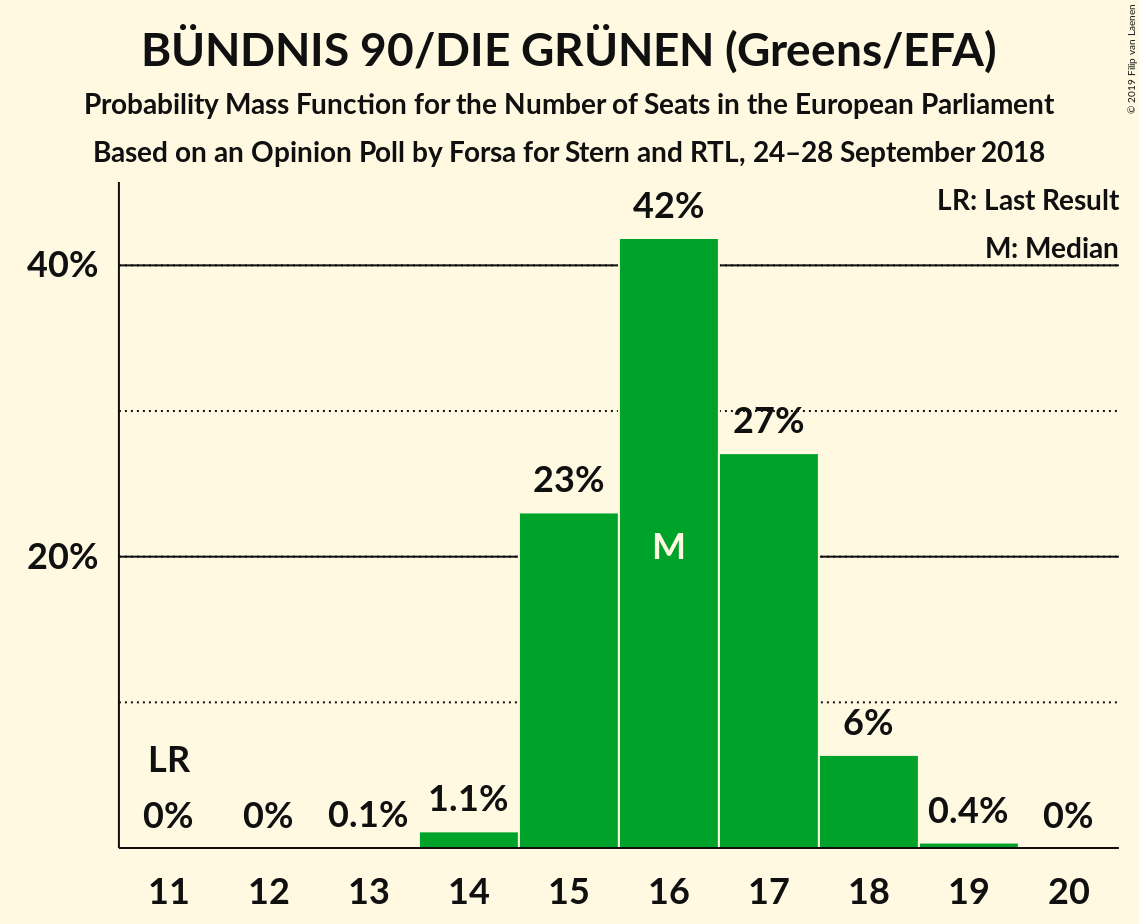 BÜNDNIS 90/DIE GRÜNEN (Greens/EFA)
Probability Mass Function for the Number of Seats in the European Parliament
Based on an Opinion Poll by Forsa for Stern and RTL, 24–28 September 2018
© 2019 Filip van Laenen
LR: Last Result
M: Median
40%
20%
42%
27%
23%
M
6%
LR
0%
0%
0.1%
1.1%
0.4%
0%
11
12
13
14
15
16
17
18
19
20